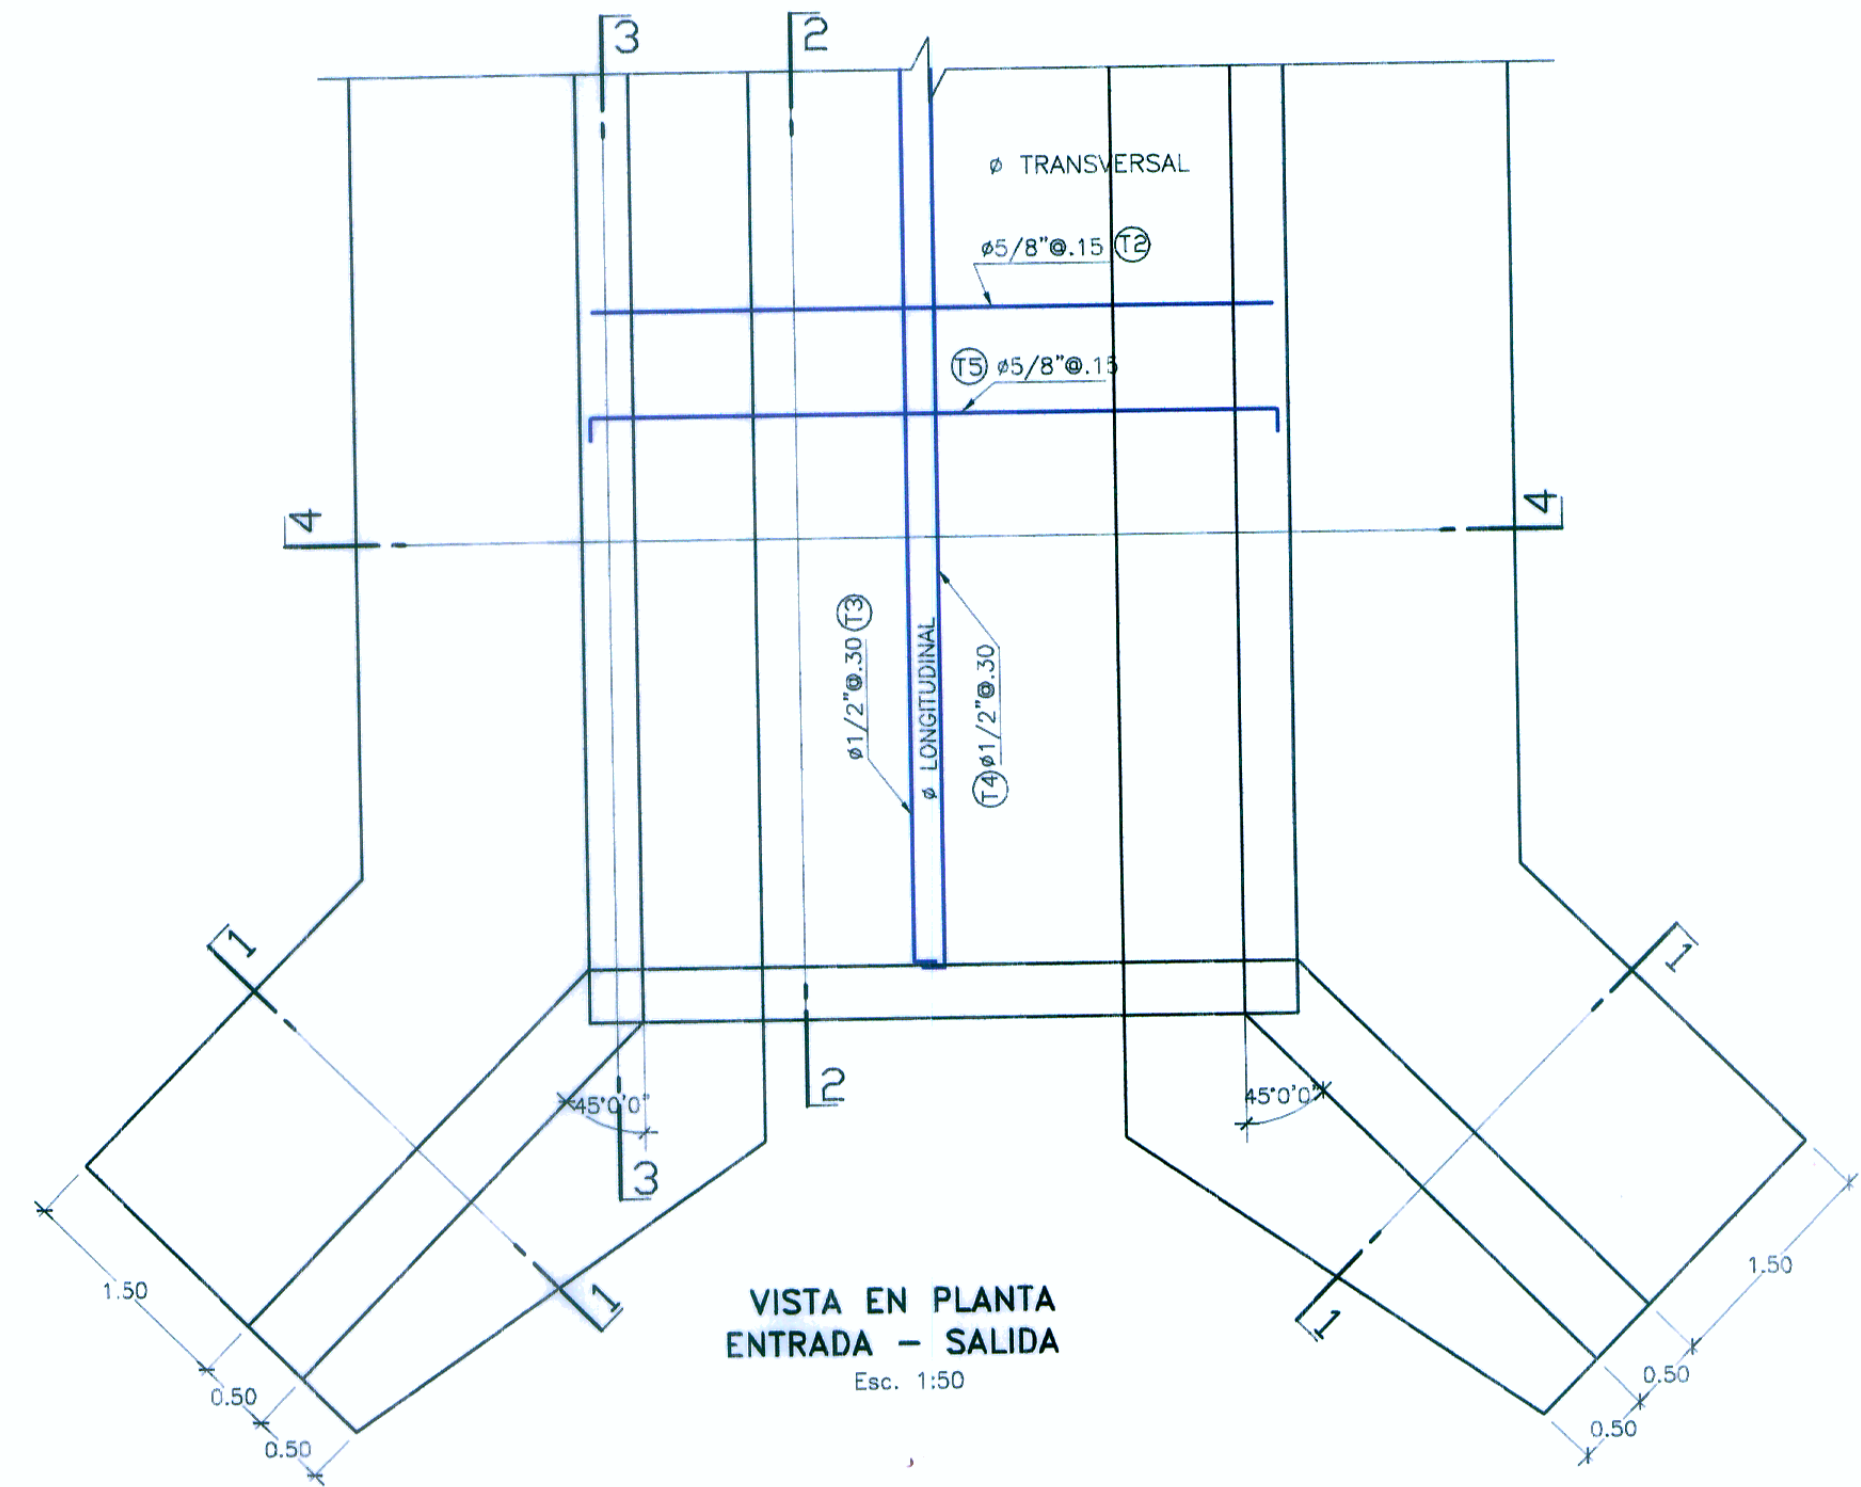 3
2
ø TRANSVERSAL
ø5/8"@.15 T2
T5 ø5/8"@.15
4
4
ø1/2"@.30 T3
ø LONGITUDINAL
T4 ø1/2"@.30
1
1
45°0'0"
45°0'0"
2
3
1.50
0.50
0.50
1
1
1.50
0.50
0.50
VISTA EN PLANTA
ENTRADA – SALIDA
Esc. 1:50